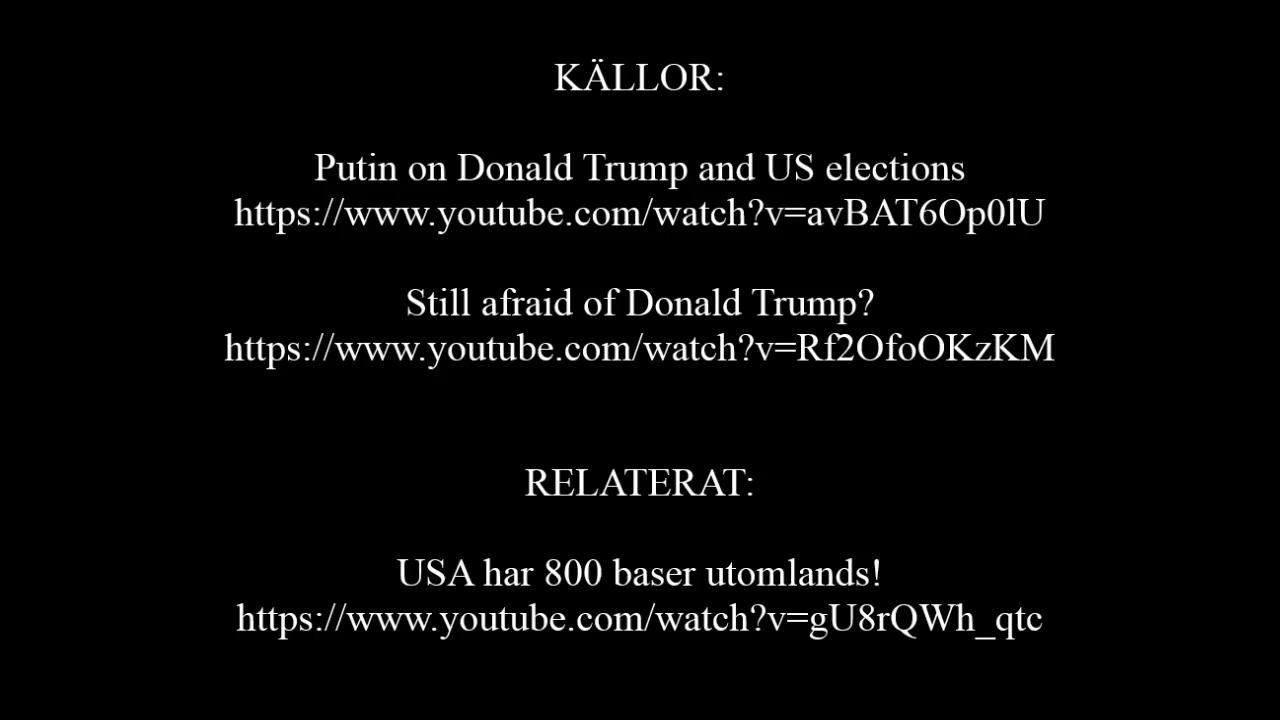 KÄLLOR:
Putin on Donald Trump and US elections
https://www.youtube.com/watch?v=avBAT6Op0lU
Still afraid of Donald Trump?
https://www.youtube.com/watch?v=Rf2OfoOKzKM
RELATERAT:
USA har 800 baser utomlands!
https://www.youtube.com/watch?v=gU8rQWh_qtc